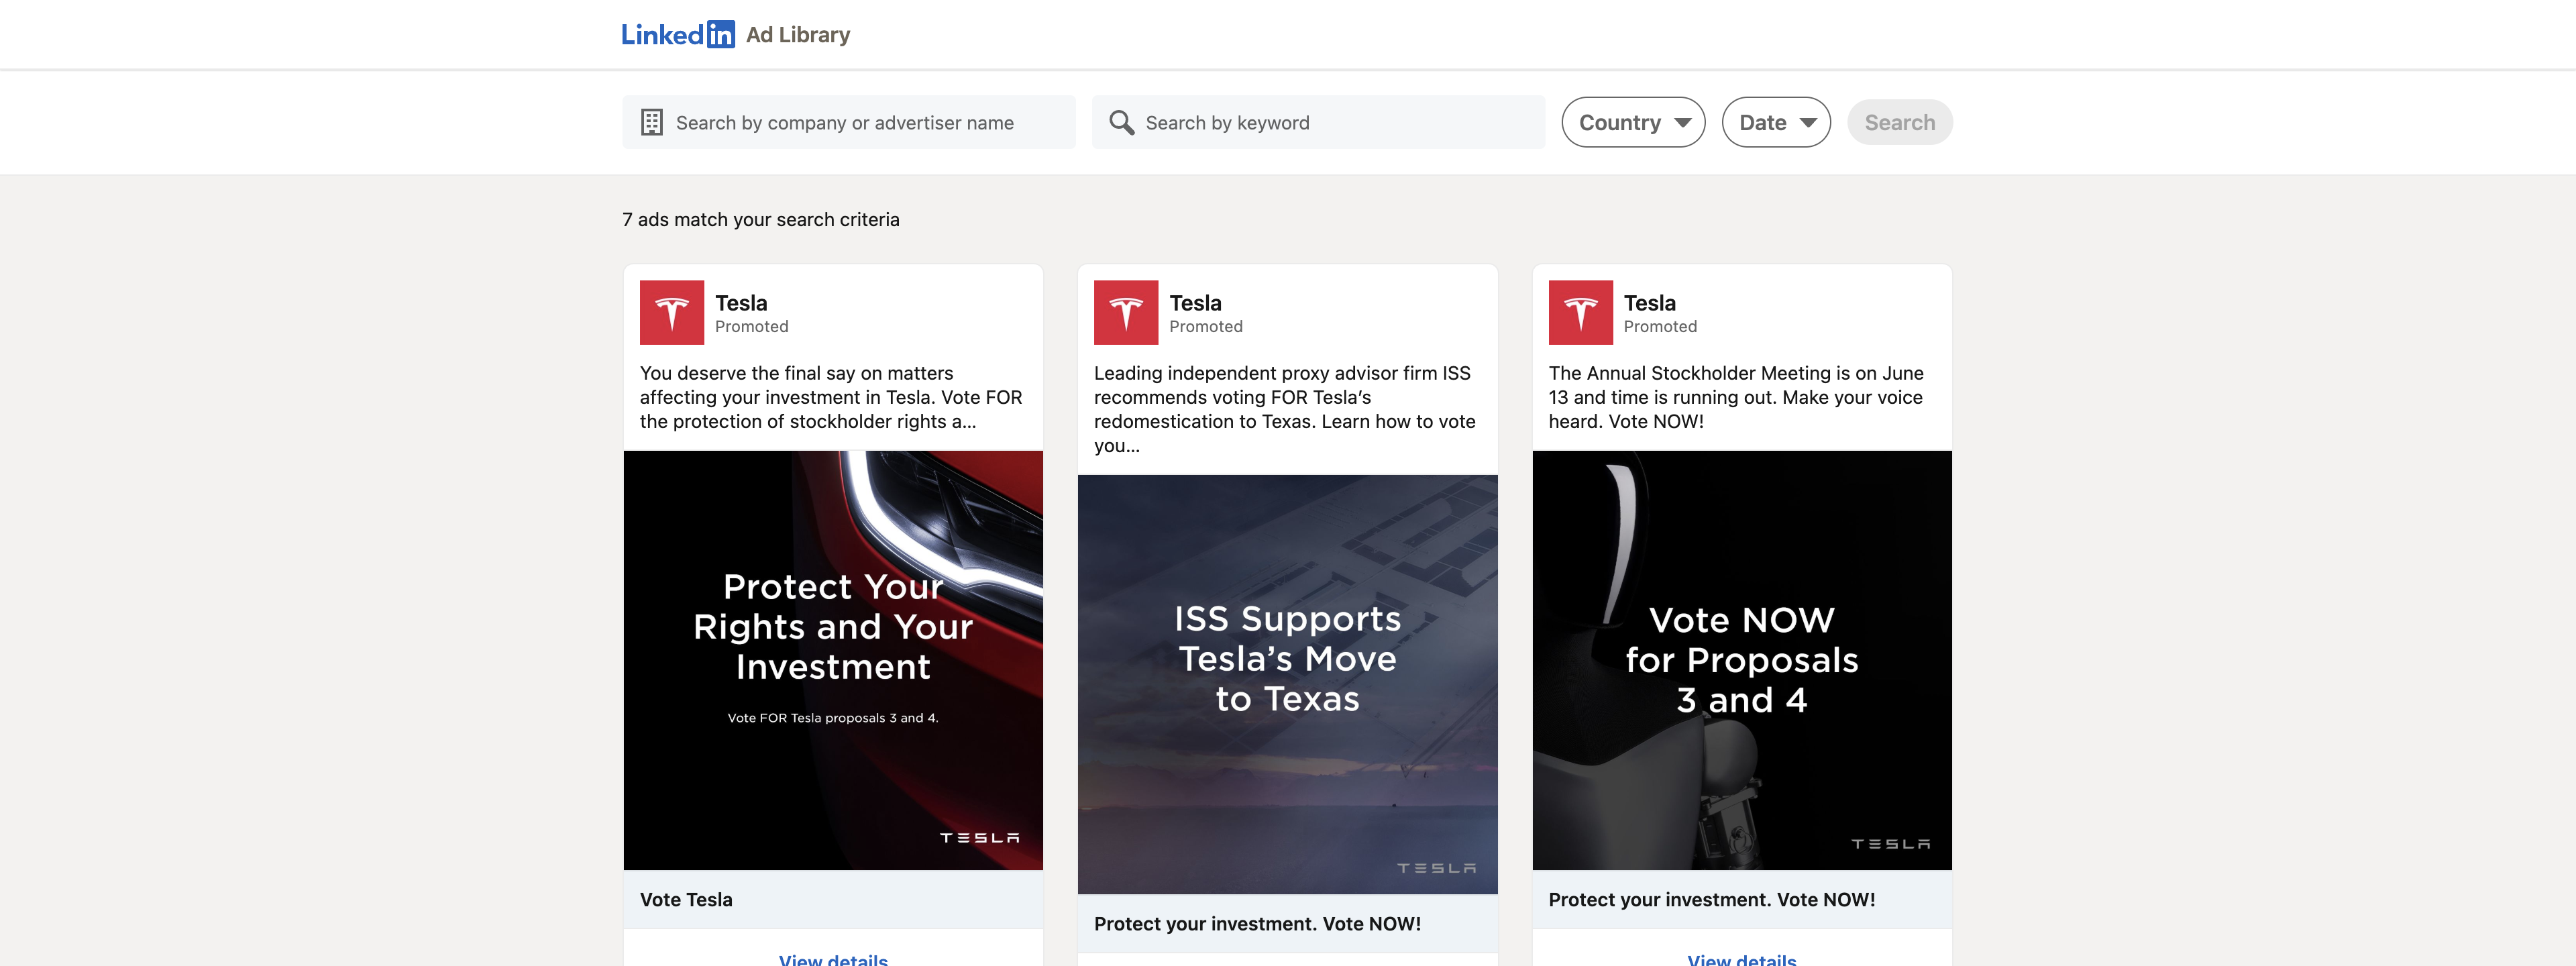 LinkedIn Ad Library
Search by company or advertiser name
Search by keyword
Country
Date
Search
7 ads match your search criteria
Tesla
Promoted
You deserve the final say on matters
affecting your investment in Tesla. Vote FOR
the protection of stockholder rights a...
Protect Your
Rights and Your
Investment
Vote FOR Tesla proposals 3 and 4.
TESLA
Vote Tesla
View details
Tesla
Promoted
Leading independent proxy advisor firm ISS
recommends voting FOR Tesla’s
redomestication to Texas. Learn how to vote
you...
ISS Supports
Tesla’s Move
to Texas
TESLA
Protect your investment. Vote NOW!
Tesla
Promoted
The Annual Stockholder Meeting is on June
13 and time is running out. Make your voice
heard. Vote NOW!
Vote NOW
for Proposals
3 and 4
TESLA
Protect your investment. Vote NOW!
View details